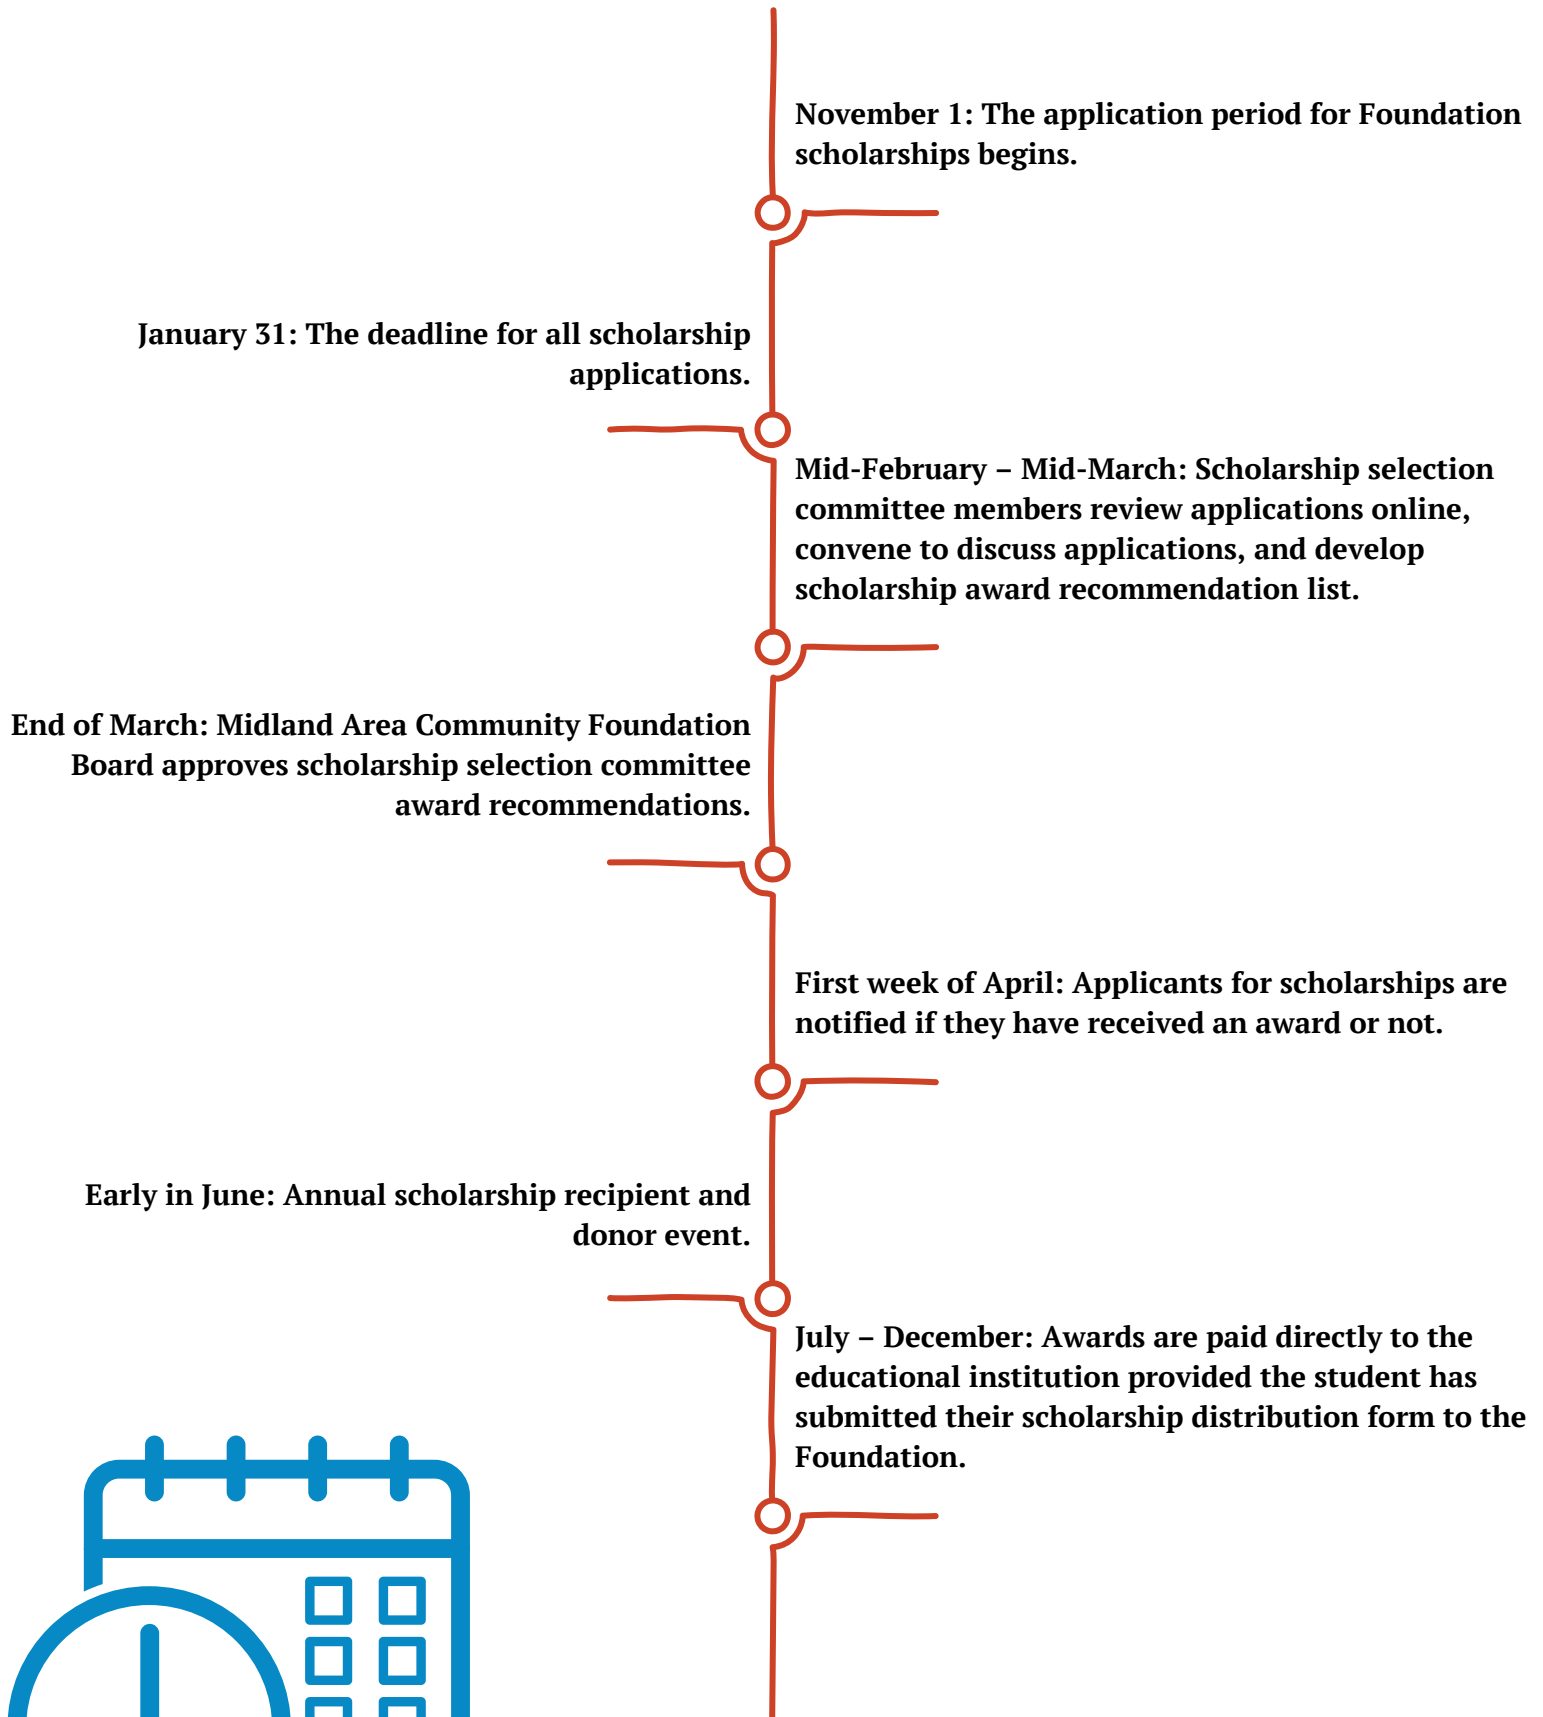 November 1: The application period for Foundation
scholarships begins.
January 31: The deadline for all scholarship
applications.
Mid-February – Mid-March: Scholarship selection
committee members review applications online,
convene to discuss applications, and develop
scholarship award recommendation list.
End of March: Midland Area Community Foundation
Board approves scholarship selection committee
award recommendations.
First week of April: Applicants for scholarships are
notified if they have received an award or not.
Early in June: Annual scholarship recipient and
donor event.
July – December: Awards are paid directly to the
educational institution provided the student has
submitted their scholarship distribution form to the
Foundation.